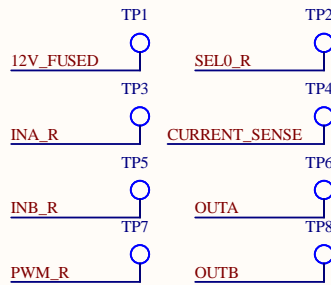 TP1 TP2
12V_FUSED SEL0_R
TP3 TP4
INA_R CURRENT_SENSE
TP5 TP6
INB_R OUTA
TP7 TP8
PWM_R OUTB